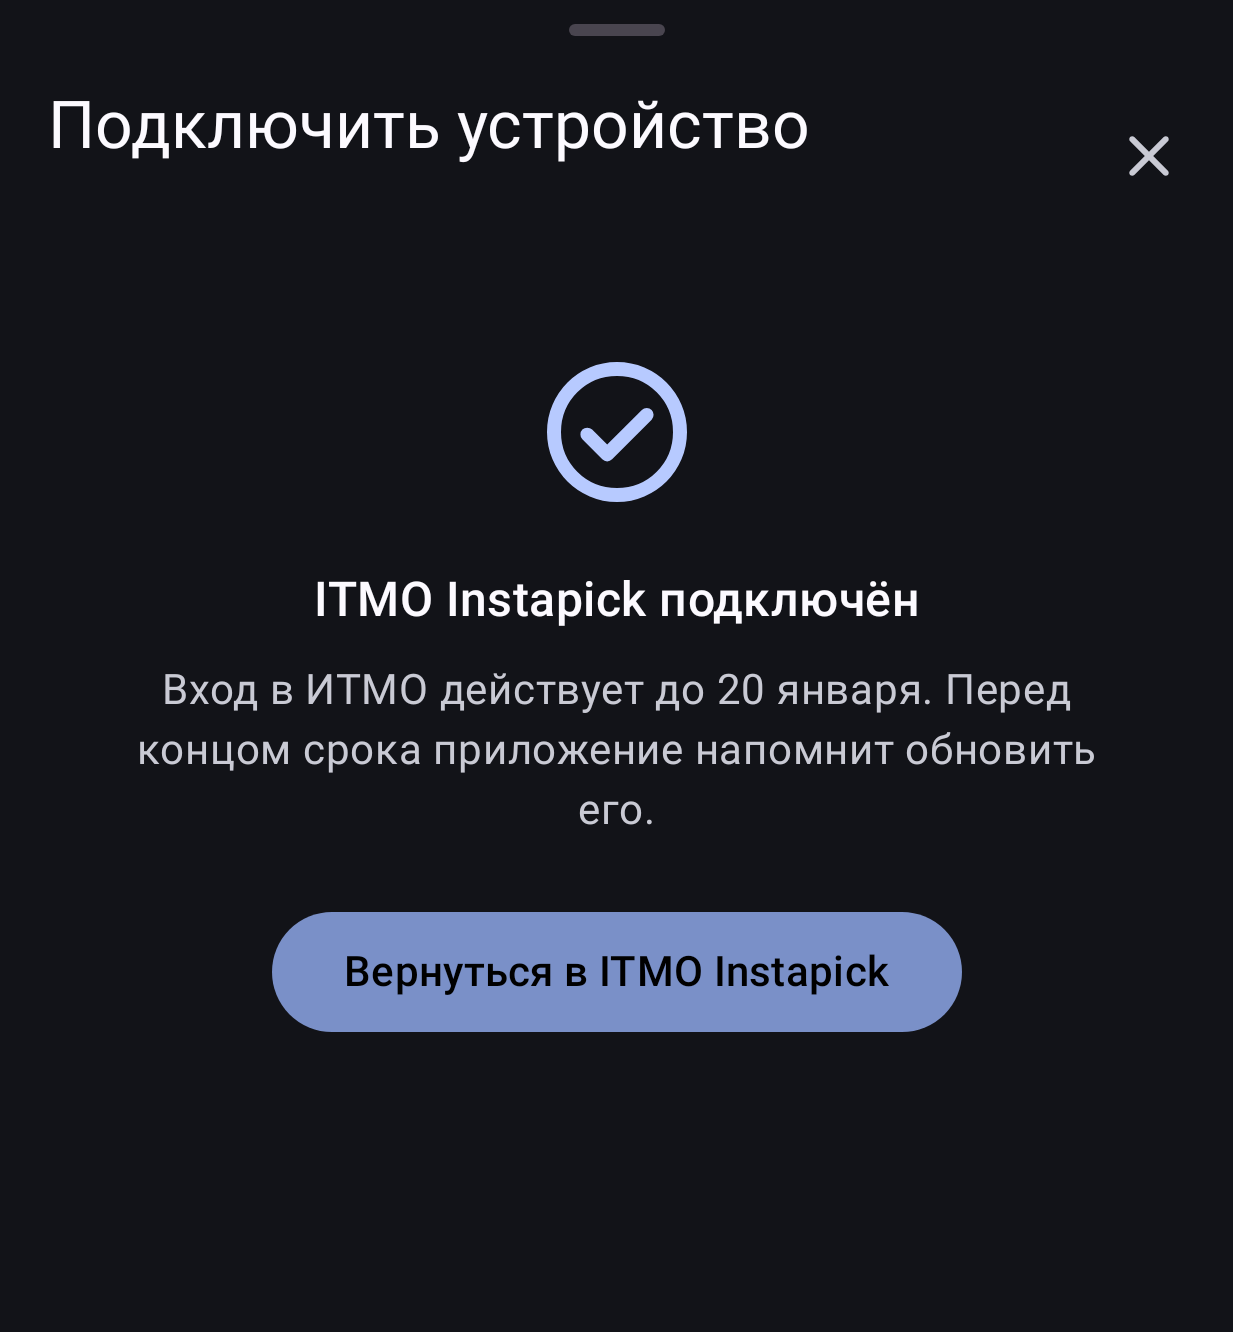 Подключить устройство
ITMO Instapick подключён
Вход в ИТМО действует до 20 января. Перед
концом срока приложение напомнит обновить
его.
Вернуться в ITMO Instapick